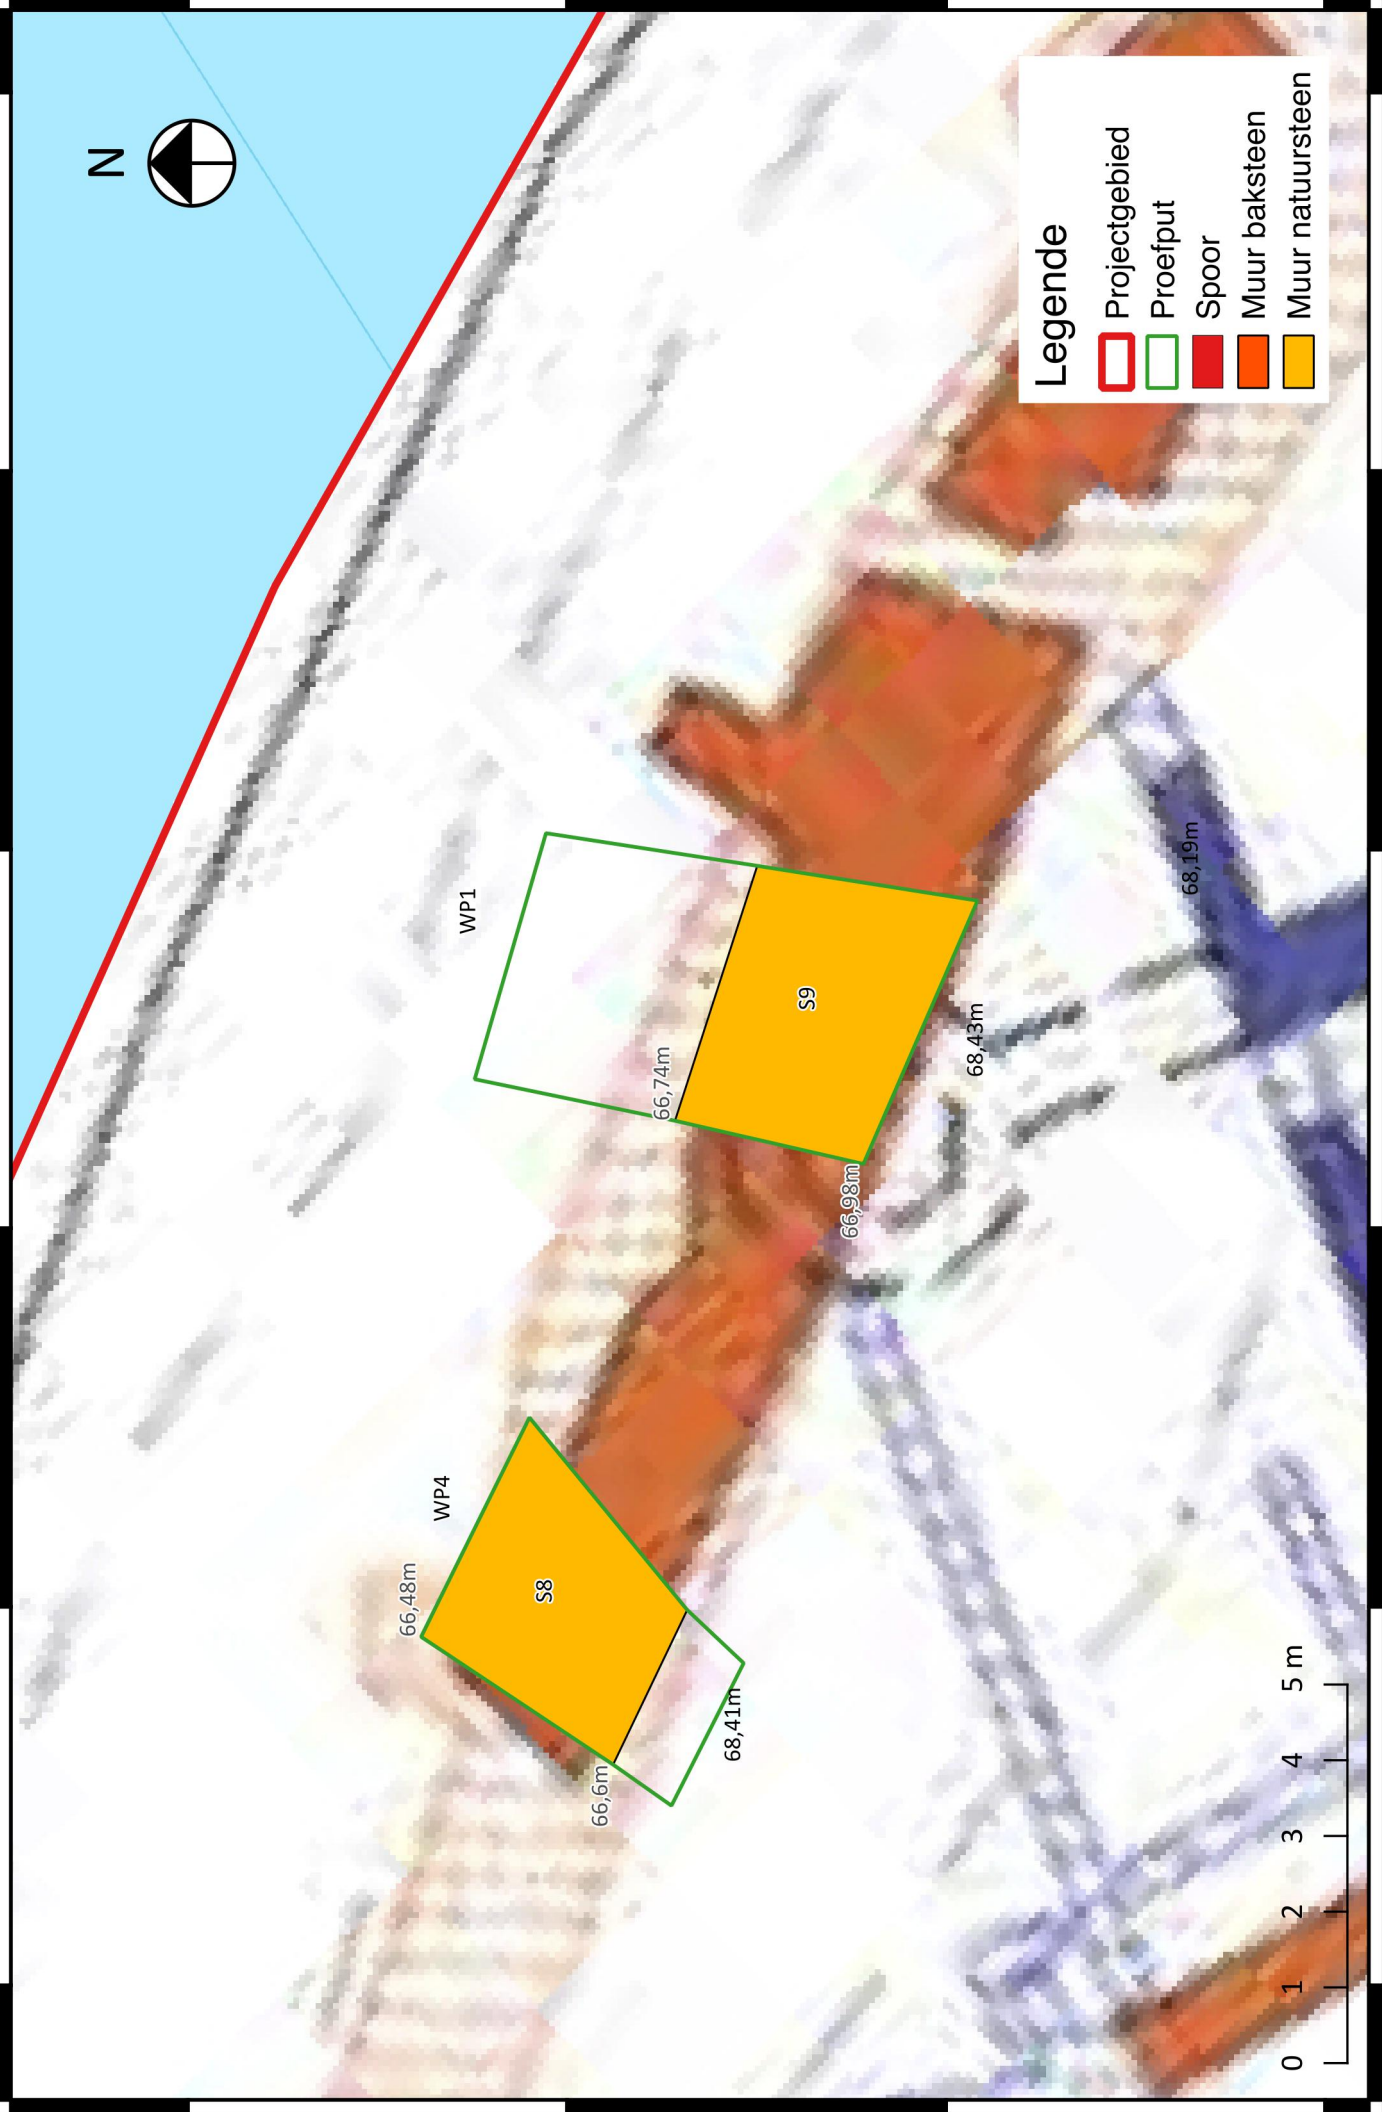 N
Legende
Projectgebied
Proefput
Spoor
Muur baksteen
Muur natuursteen
WP1
66,74m
S9
66,98m
68,43m
68,19m
WP4
66,48m
S8
66,6m
68,41m
0 1 2 3 4 5 m